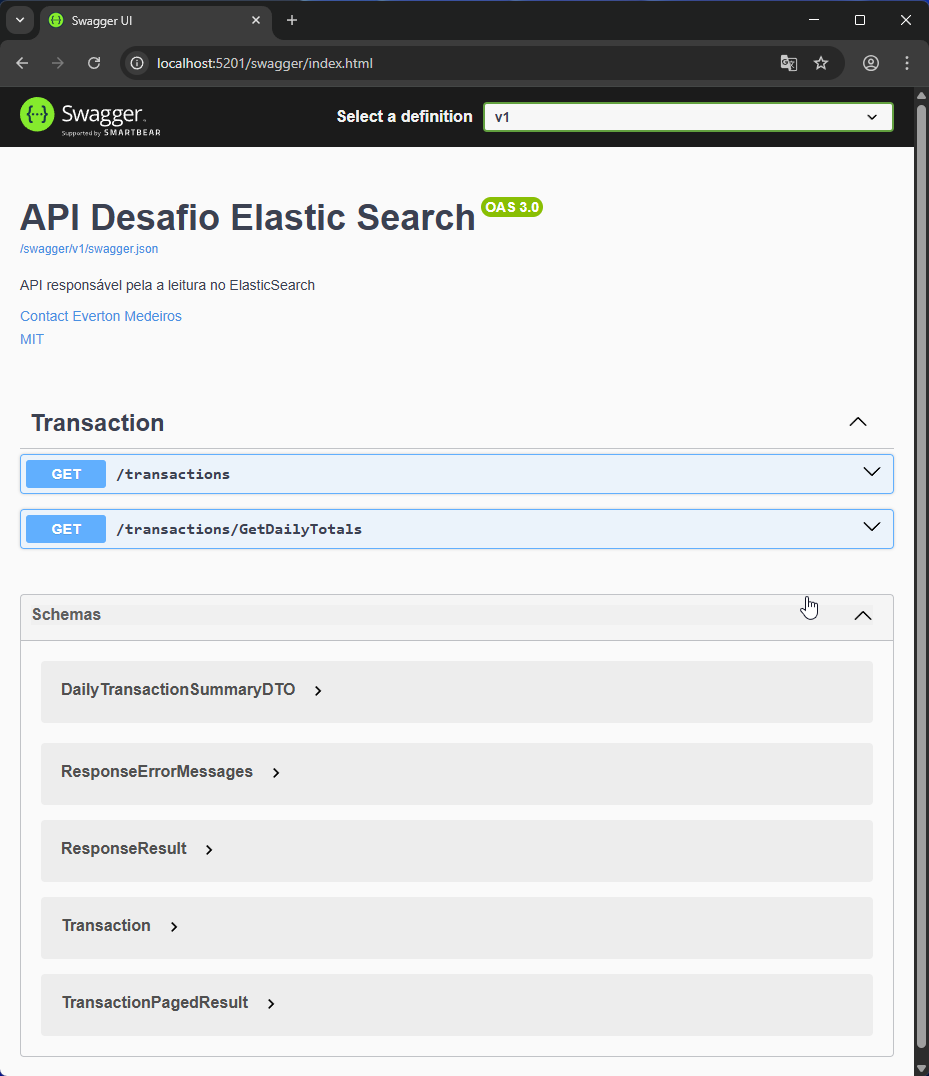 Swagger UI
localhost:5201/swagger/index.html
Swagger
Supported by SMARTBEAR
Select a definition
v1
API Desafio Elastic Search
OAS 3.0
/swagger/v1/swagger.json
API responsável pela a leitura no ElasticSearch
Contact Everton Medeiros
MIT
Transaction
GET /transactions
GET /transactions/GetDailyTotals
Schemas
DailyTransactionSummaryDTO
ResponseErrorMessages
ResponseResult
Transaction
TransactionPagedResult